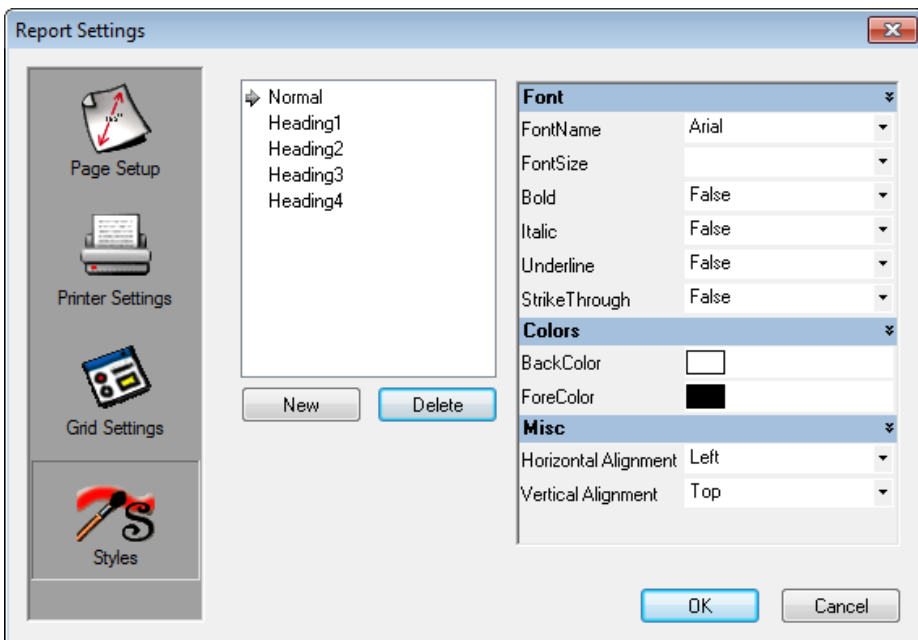 Report Settings
Page Setup
Printer Settings
Grid Settings
Styles
Normal
Heading1
Heading2
Heading3
Heading4
New
Delete
Font
FontName Arial
FontSize
Bold False
Italic False
Underline False
StrikeThrough False
Colors
BackColor
ForeColor
Misc
Horizontal Alignment Left
Vertical Alignment Top
OK
Cancel